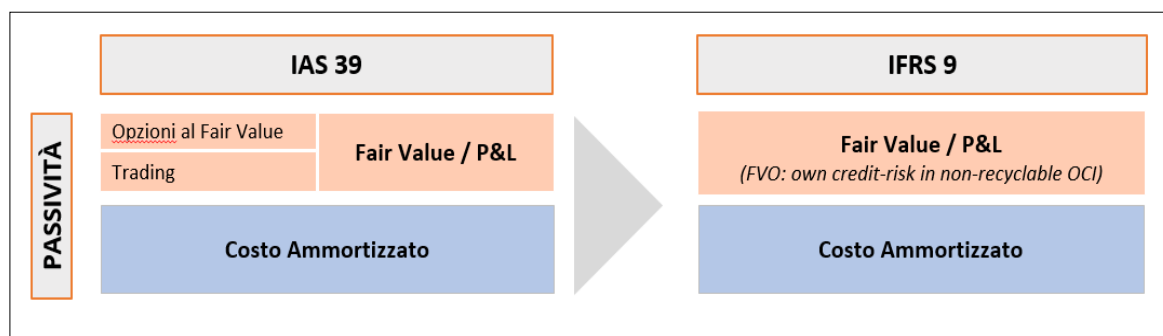 IAS 39
IFRS 9
PASSIVITÀ
Opzioni al Fair Value
Trading
Fair Value / P&L
Fair Value / P&L
(FVO: own credit-risk in non-recyclable OCI)
Costo Ammortizzato
Costo Ammortizzato